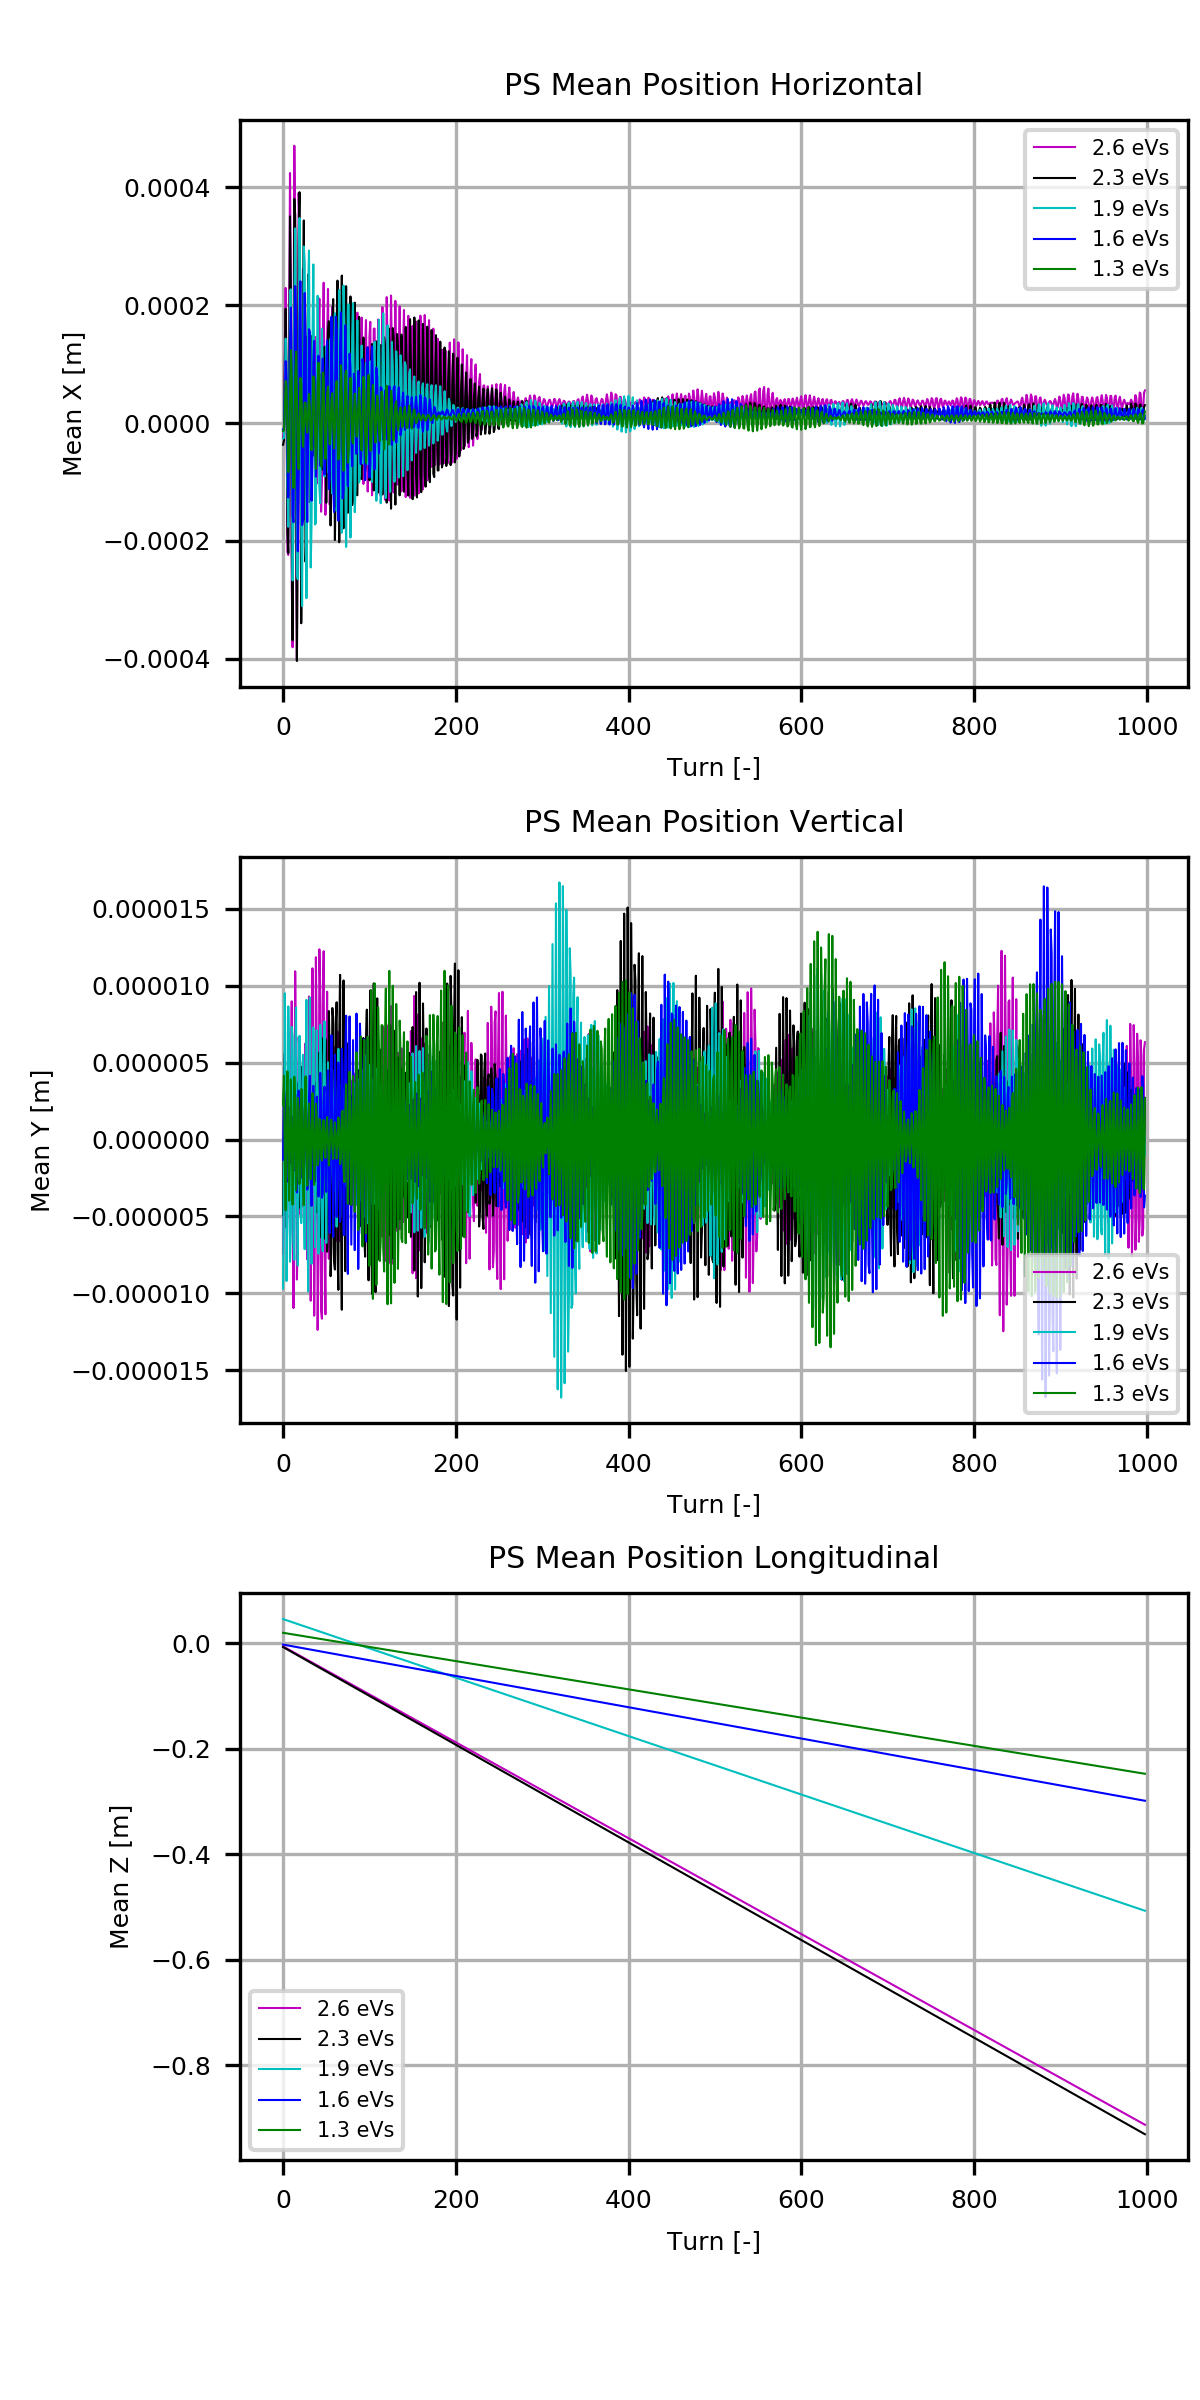 PS Mean Position Horizontal
Mean X [m]
0.0004
0.0002
0.0000
−0.0002
−0.0004
2.6 eVs
2.3 eVs
1.9 eVs
1.6 eVs
1.3 eVs
0 200 400 600 800 1000
Turn [-]
PS Mean Position Vertical
Mean Y [m]
0.000015
0.000010
0.000005
0.000000
−0.000005
−0.000010
−0.000015
2.6 eVs
2.3 eVs
1.9 eVs
1.6 eVs
1.3 eVs
0 200 400 600 800 1000
Turn [-]
PS Mean Position Longitudinal
Mean Z [m]
0.0
−0.2
−0.4
−0.6
−0.8
2.6 eVs
2.3 eVs
1.9 eVs
1.6 eVs
1.3 eVs
0 200 400 600 800 1000
Turn [-]